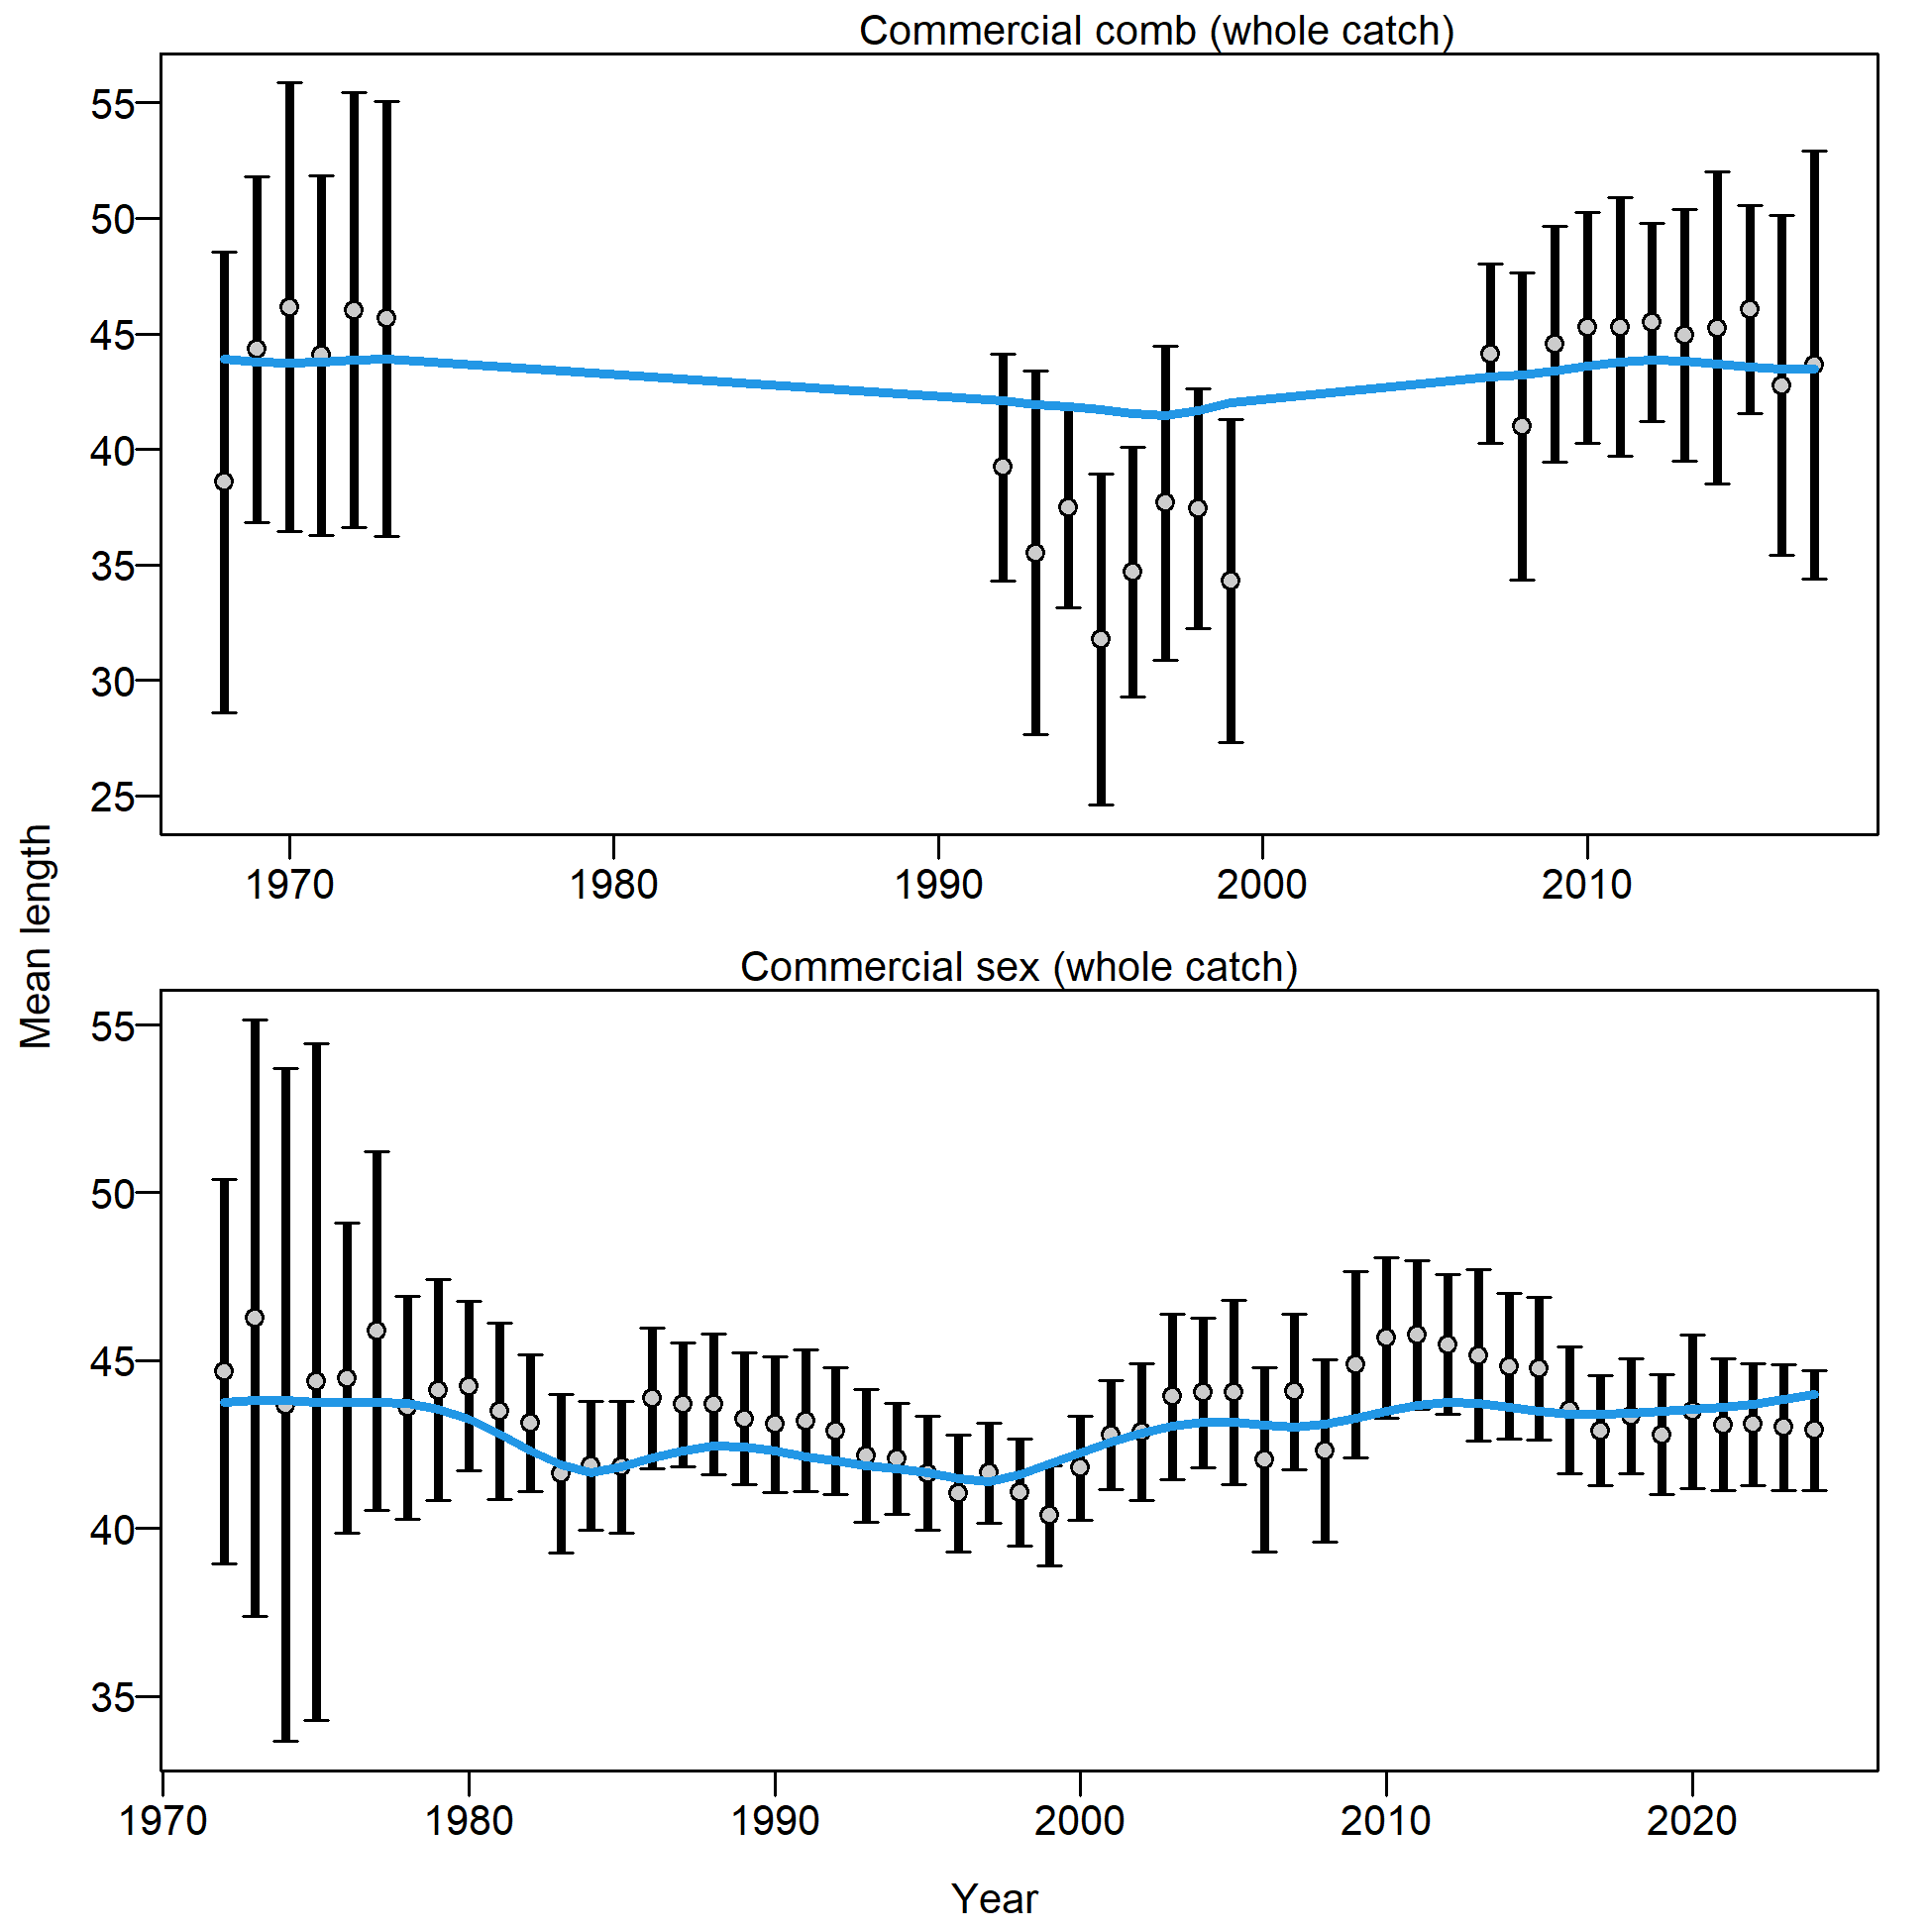 Commercial comb (whole catch)
55
50
45
40
35
30
25
1970 1980 1990 2000 2010
Mean length
Commercial sex (whole catch)
55
50
45
40
35
1970 1980 1990 2000 2010 2020
Year